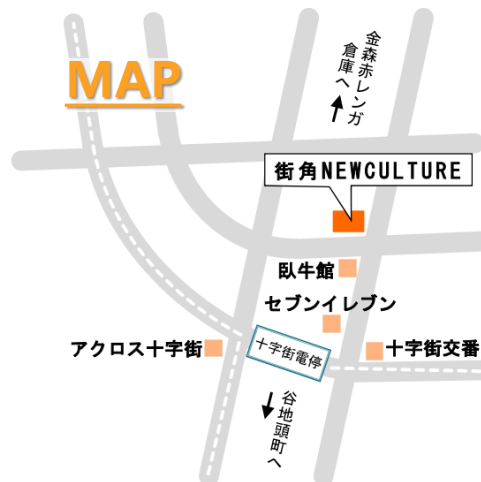 MAP
金森赤レンガ
倉庫へ
街角NEWCULTURE
臥牛館
セブンイレブン
アクロス十字街
十字街電停
十字街交番
谷地頭町へ